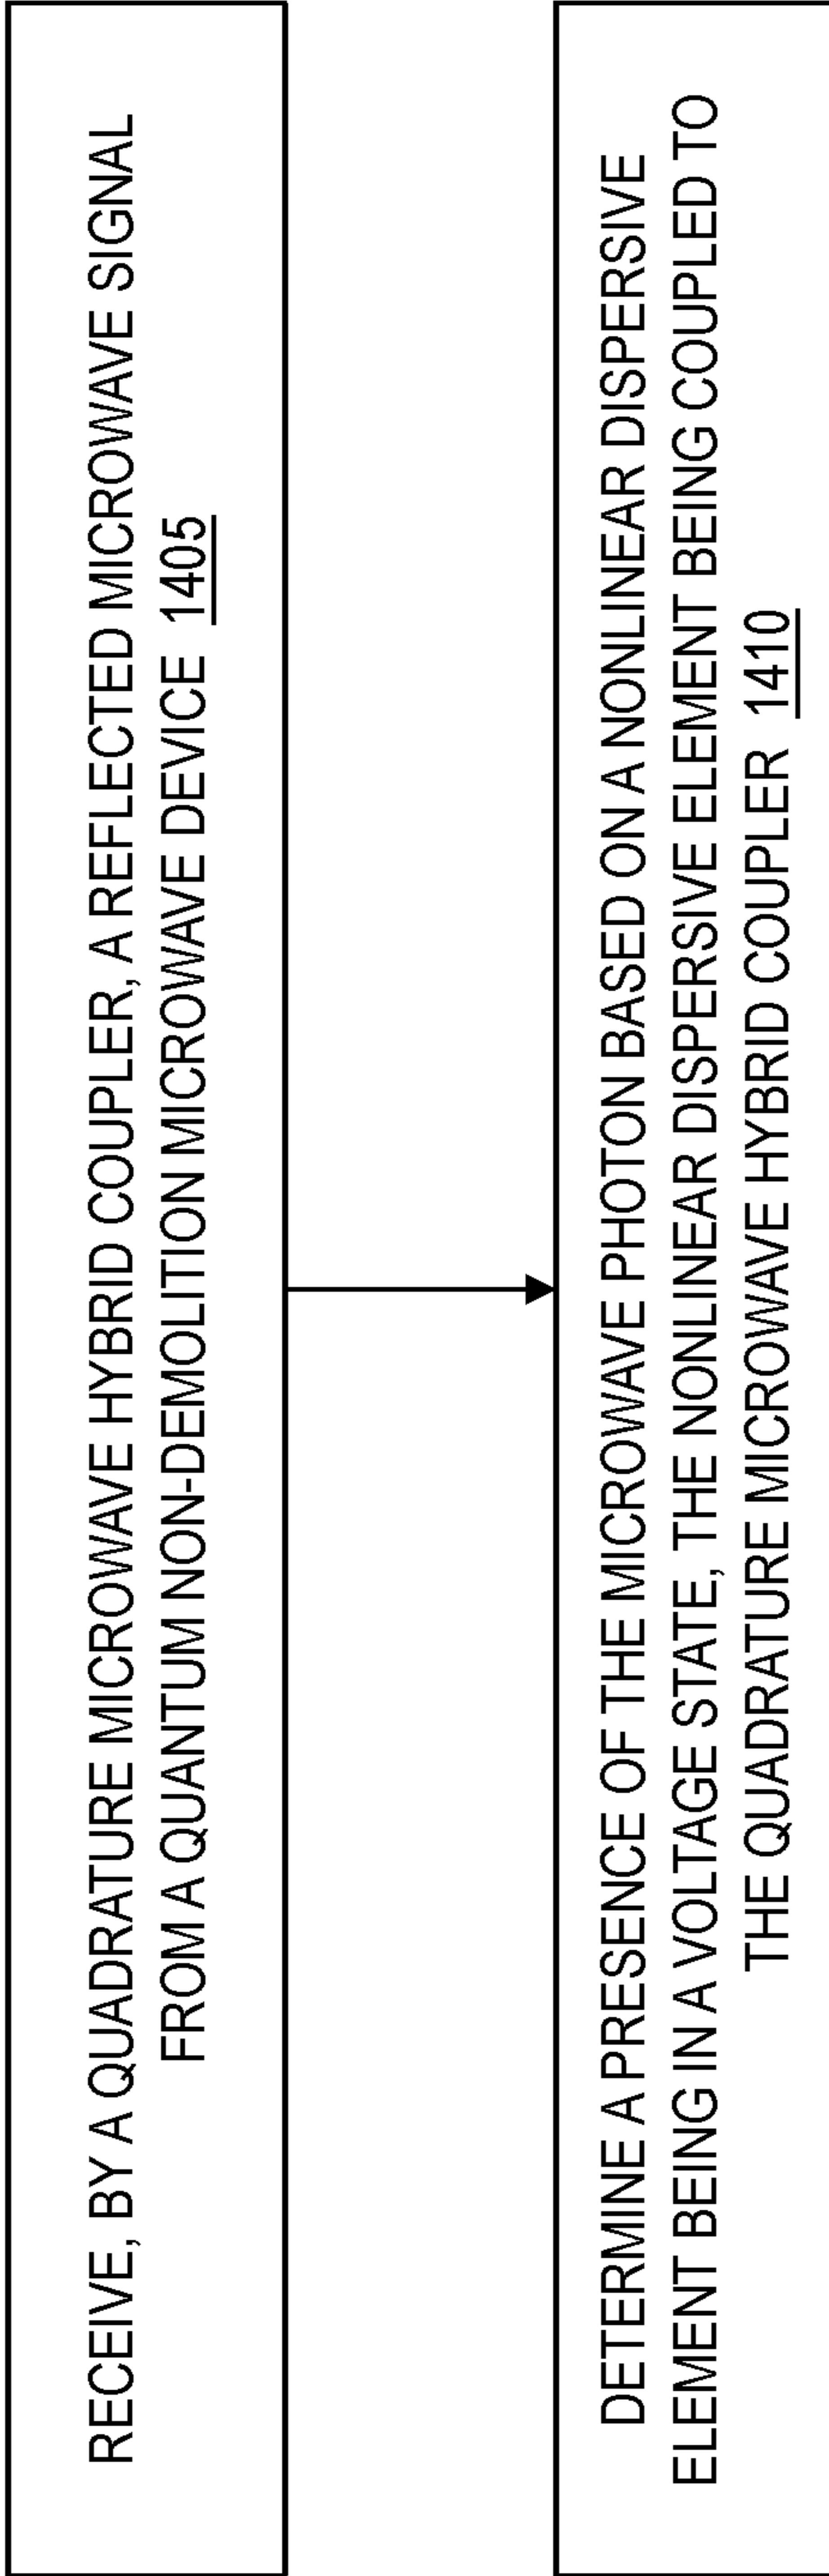 RECEIVE, BY A QUADRATURE MICROWAVE HYBRID COUPLER, A REFLECTED MICROWAVE SIGNAL
FROM A QUANTUM NON-DEMOLITION MICROWAVE DEVICE 1405
DETERMINE A PRESENCE OF THE MICROWAVE PHOTON BASED ON A NONLINEAR DISPERSIVE
ELEMENT BEING IN A VOLTAGE STATE, THE NONLINEAR DISPERSIVE ELEMENT BEING COUPLED TO
THE QUADRATURE MICROWAVE HYBRID COUPLER 1410